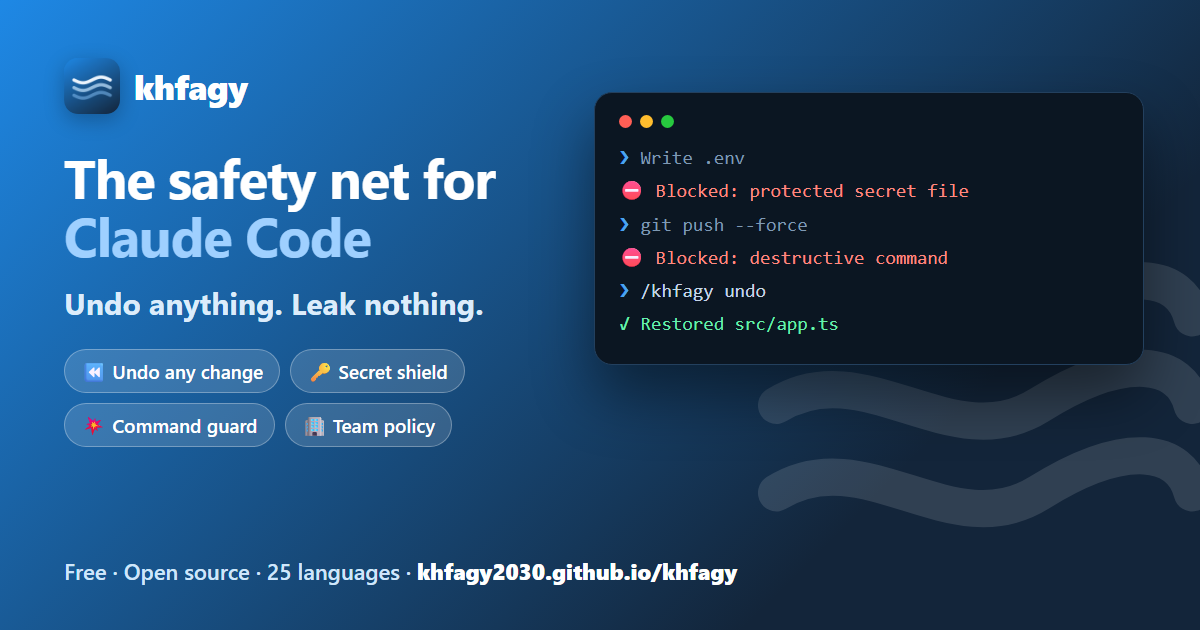 khfagy
The safety net for
Claude Code
Undo anything. Leak nothing.
⏪ Undo any change
🔑 Secret shield
💥 Command guard
🏢 Team policy
❯ Write .env
⛔ Blocked: protected secret file
❯ git push --force
⛔ Blocked: destructive command
❯ /khfagy undo
✓ Restored src/app.ts
Free · Open source · 25 languages · khfagy2030.github.io/khfagy